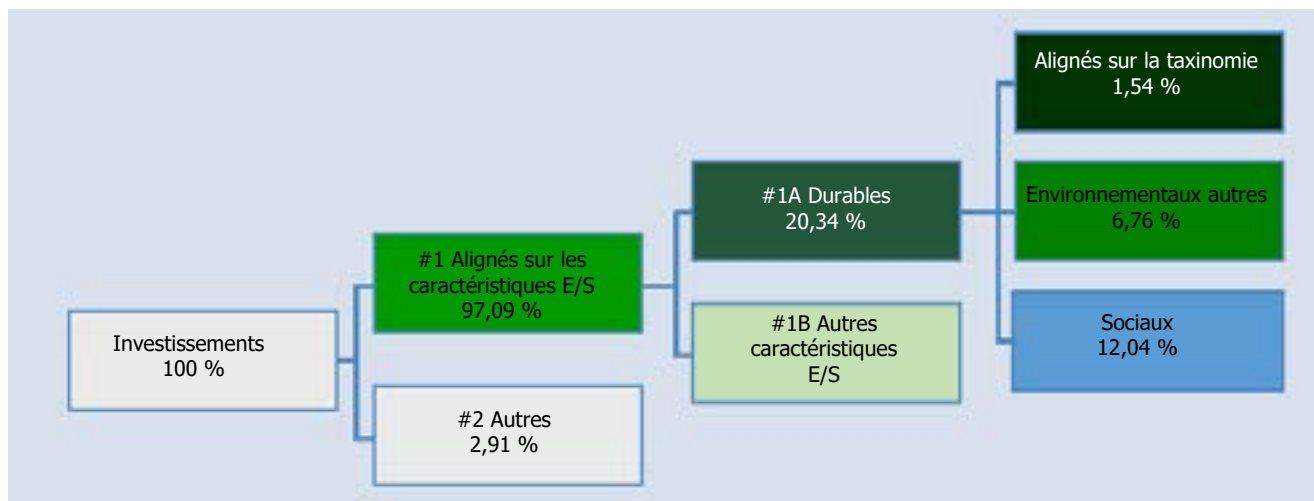 Investissements
100 %
#1 Alignés sur les
caractéristiques E/S
97,09 %
#2 Autres
2,91 %
#1A Durables
20,34 %
#1B Autres
caractéristiques
E/S
Alignés sur la taxinomie
1,54 %
Environnementaux autres
6,76 %
Sociaux
12,04 %